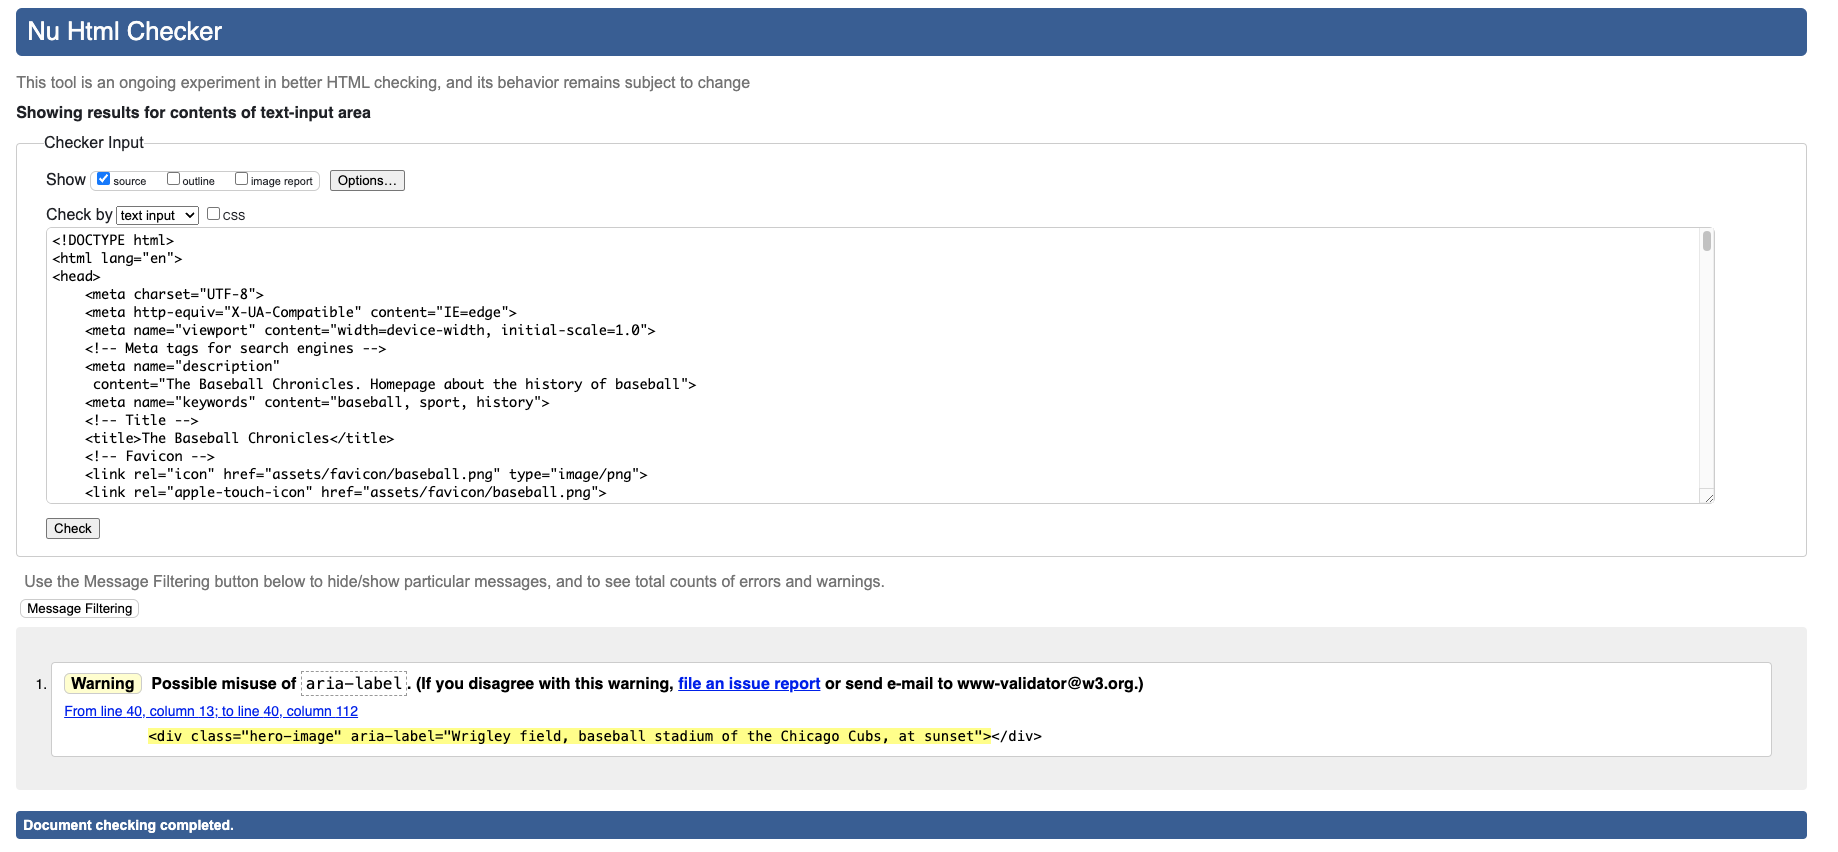 Nu Html Checker
This tool is an ongoing experiment in better HTML checking, and its behavior remains subject to change
Showing results for contents of text-input area
Checker Input
Show source outline image report Options...
Check by text input CSS
<!DOCTYPE html>
<html lang="en">
<head>
    <meta charset="UTF-8">
    <meta http-equiv="X-UA-Compatible" content="IE=edge">
    <meta name="viewport" content="width=device-width, initial-scale=1.0">
    <!-- Meta tags for search engines -->
    <meta name="description"
     content="The Baseball Chronicles. Homepage about the history of baseball">
    <meta name="keywords" content="baseball, sport, history">
    <!-- Title -->
    <title>The Baseball Chronicles</title>
    <!-- Favicon -->
    <link rel="icon" href="assets/favicon/baseball.png" type="image/png">
    <link rel="apple-touch-icon" href="assets/favicon/baseball.png">
Check
Use the Message Filtering button below to hide/show particular messages, and to see total counts of errors and warnings.
Message Filtering
1. Warning Possible misuse of aria-label. (If you disagree with this warning, file an issue report or send e-mail to www-validator@w3.org.)
From line 40, column 13; to line 40, column 112
<div class="hero-image" aria-label="Wrigley field, baseball stadium of the Chicago Cubs, at sunset"></div>
Document checking completed.